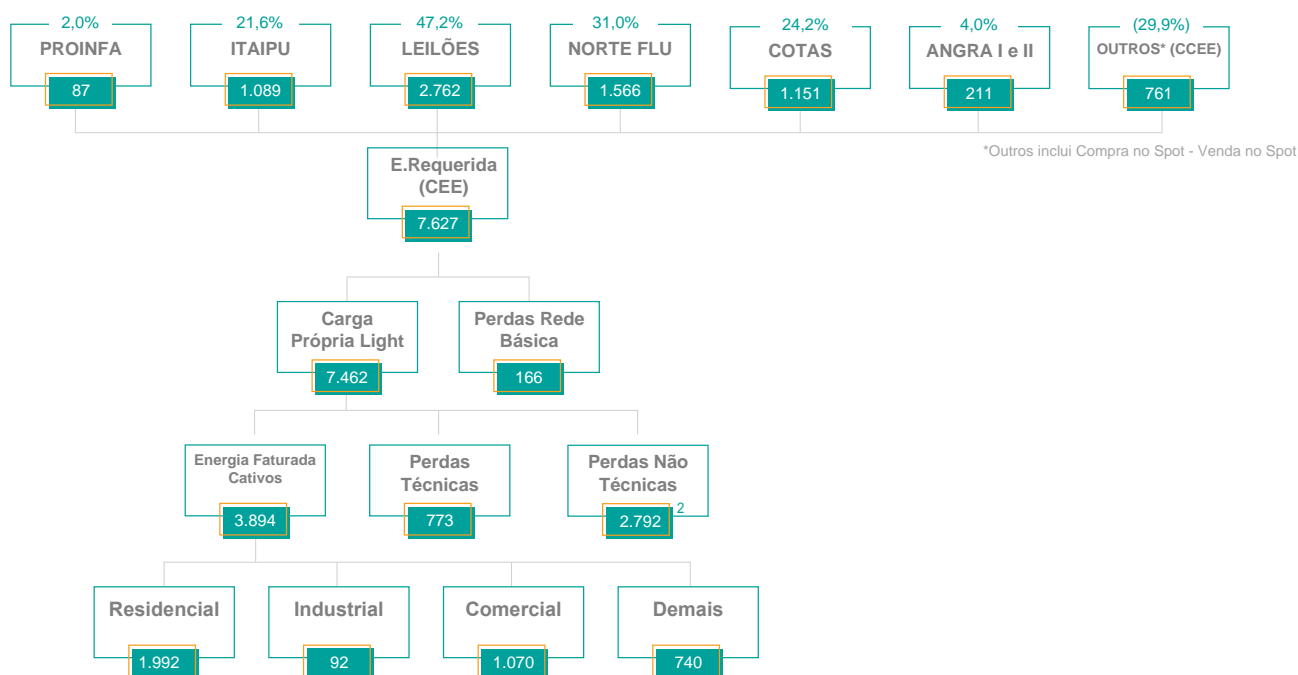 2,0% 21,6% 47,2% 31,0% 24,2% 4,0% (29,9%)
PROINFA ITAIPU LEILÕES NORTE FLU COTAS ANGRA I e II OUTROS* (CCEE)
87 1.089 2.762 1.566 1.151 211 761
*Outros inclui Compra no Spot - Venda no Spot
E.Requerida
(CEE)
7.627
Carga
Própria Light
7.462
Perdas Rede
Básica
166
Energia Faturada
Cativos
3.894
Perdas
Técnicas
773
Perdas Não
Técnicas
2.792 2
Residencial Industrial Comercial Demais
1.992 92 1.070 740